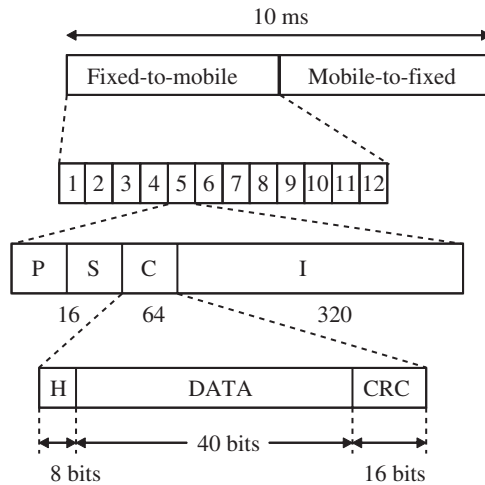 10 ms
Fixed-to-mobile Mobile-to-fixed
1 2 3 4 5 6 7 8 9 10 11 12
P S C I
16 64 320
H DATA CRC
40 bits
8 bits 16 bits